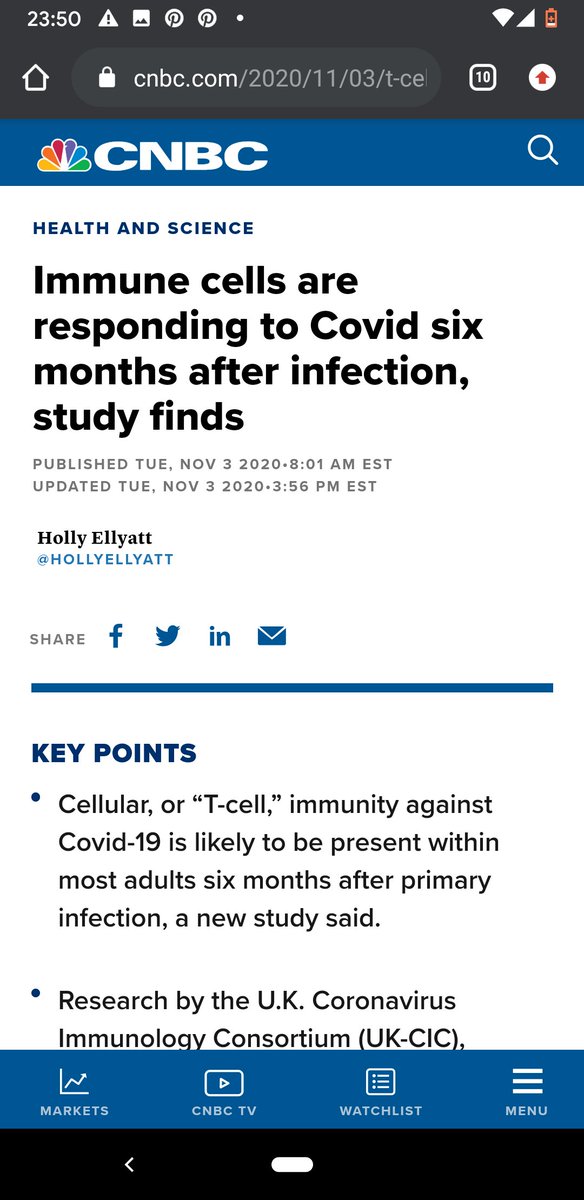 23:50
cnbc.com/2020/11/03/t-cel
10
CNBC
HEALTH AND SCIENCE
Immune cells are
responding to Covid six
months after infection,
study finds
PUBLISHED TUE, NOV 3 2020•8:01 AM EST
UPDATED TUE, NOV 3 2020•3:56 PM EST
Holly Ellyatt
@HOLLYELLYATT
SHARE
KEY POINTS
• Cellular, or “T-cell,” immunity against
Covid-19 is likely to be present within
most adults six months after primary
infection, a new study said.
• Research by the U.K. Coronavirus
Immunology Consortium (UK-CIC),
MARKETS
CNBC TV
WATCHLIST
MENU